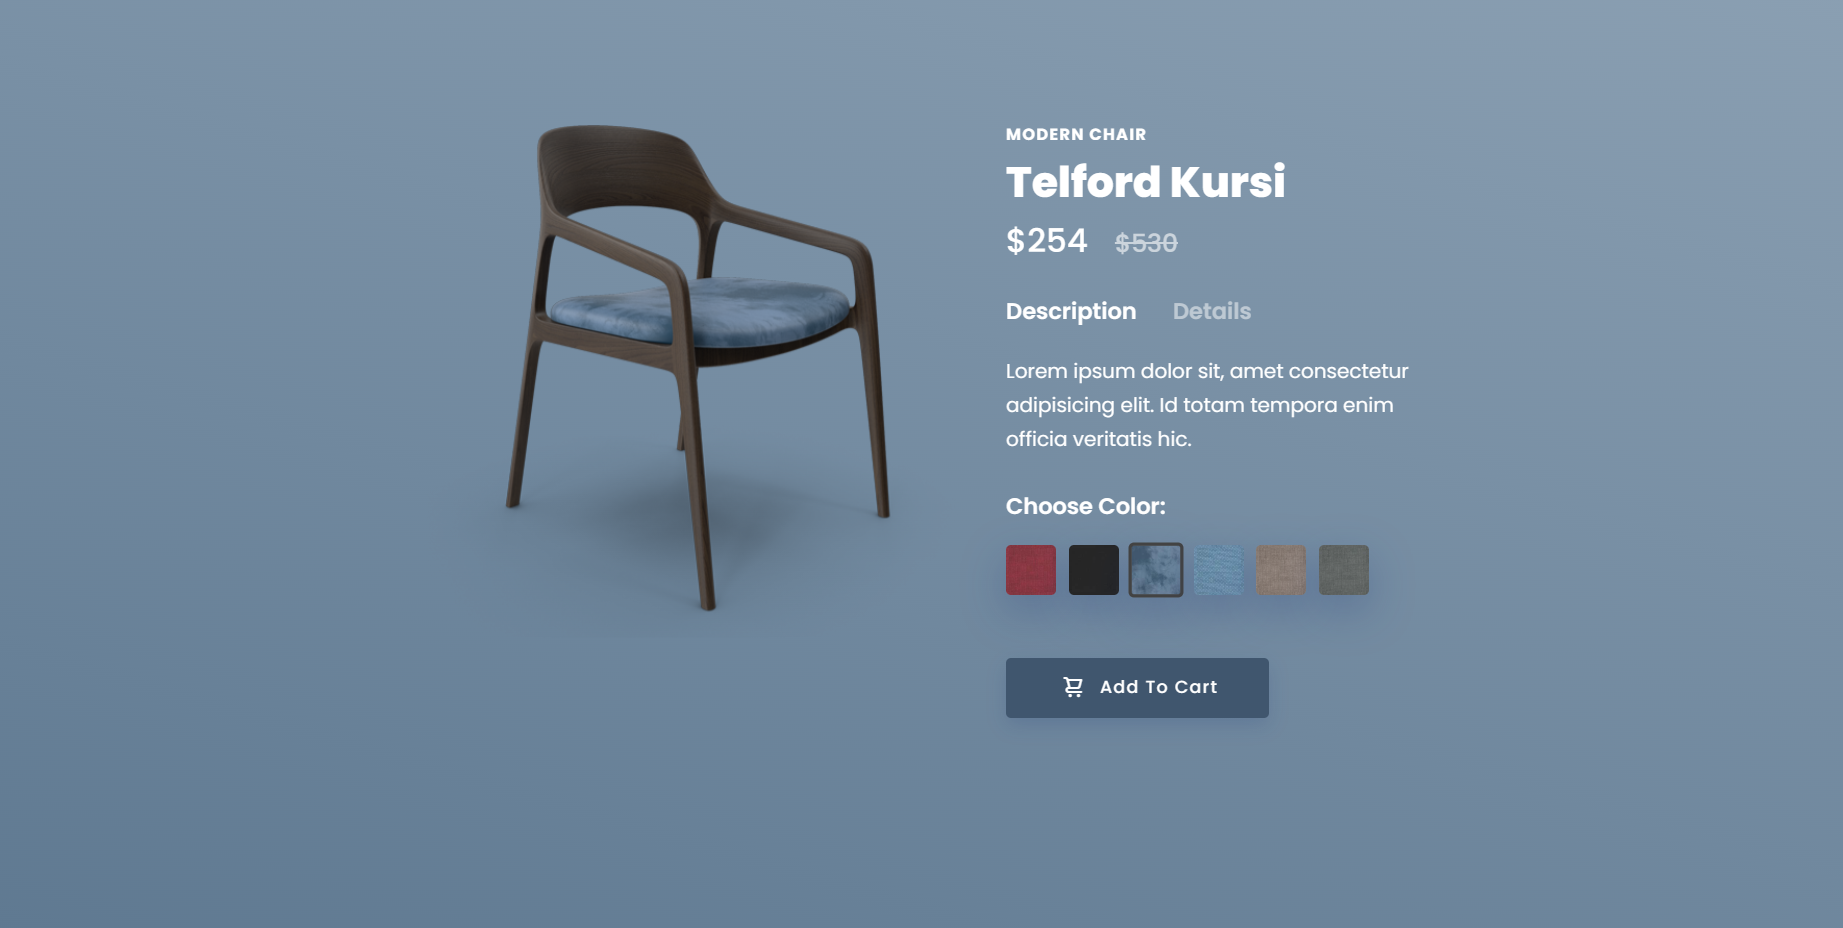 MODERN CHAIR
Telford Kursi
$254 $530
Description Details
Lorem ipsum dolor sit, amet consectetur
adipisicing elit. Id totam tempora enim
officia veritatis hic.
Choose Color:
Add To Cart